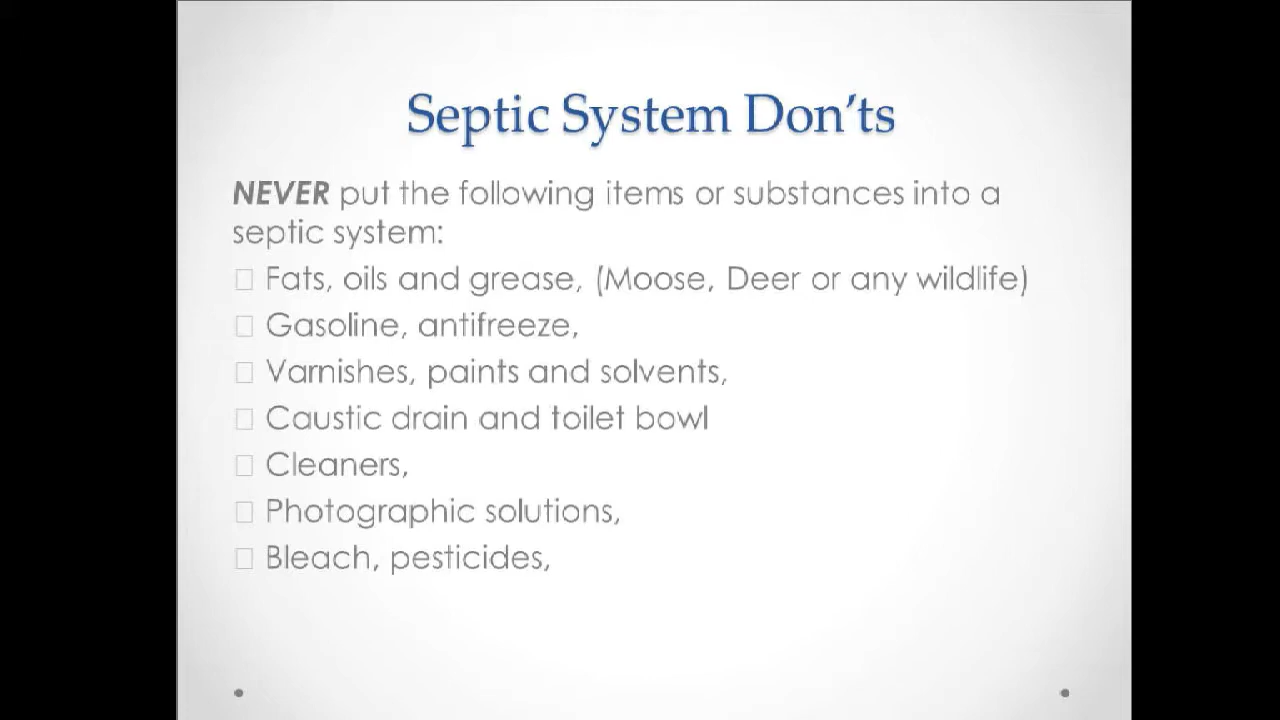 Septic System Don'ts
NEVER put the following items or substances into a
septic system:
Fats, oils and grease, (Moose, Deer or any wildlife)
Gasoline, antifreeze,
Varnishes, paints and solvents,
Caustic drain and toilet bowl
Cleaners,
Photographic solutions,
Bleach, pesticides,